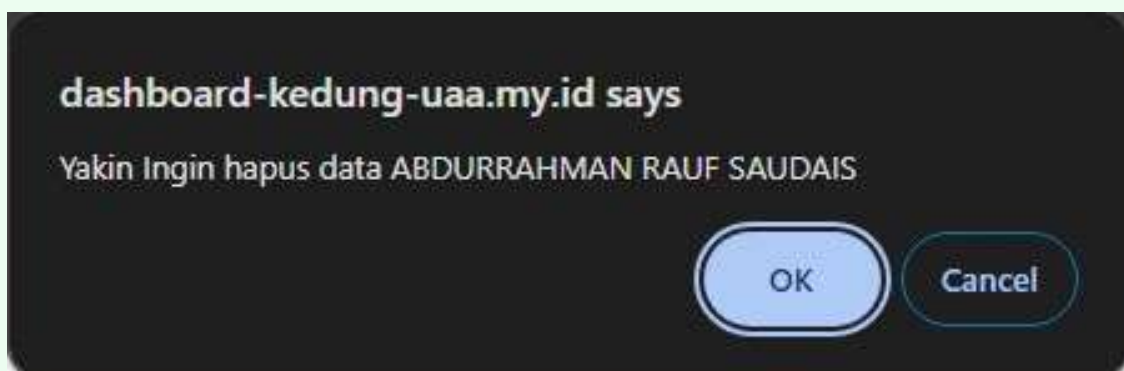 dashboard-kedung-uaa.my.id says
Yakin Ingin hapus data ABDURRAHMAN RAUF SAUDAIS
OK
Cancel